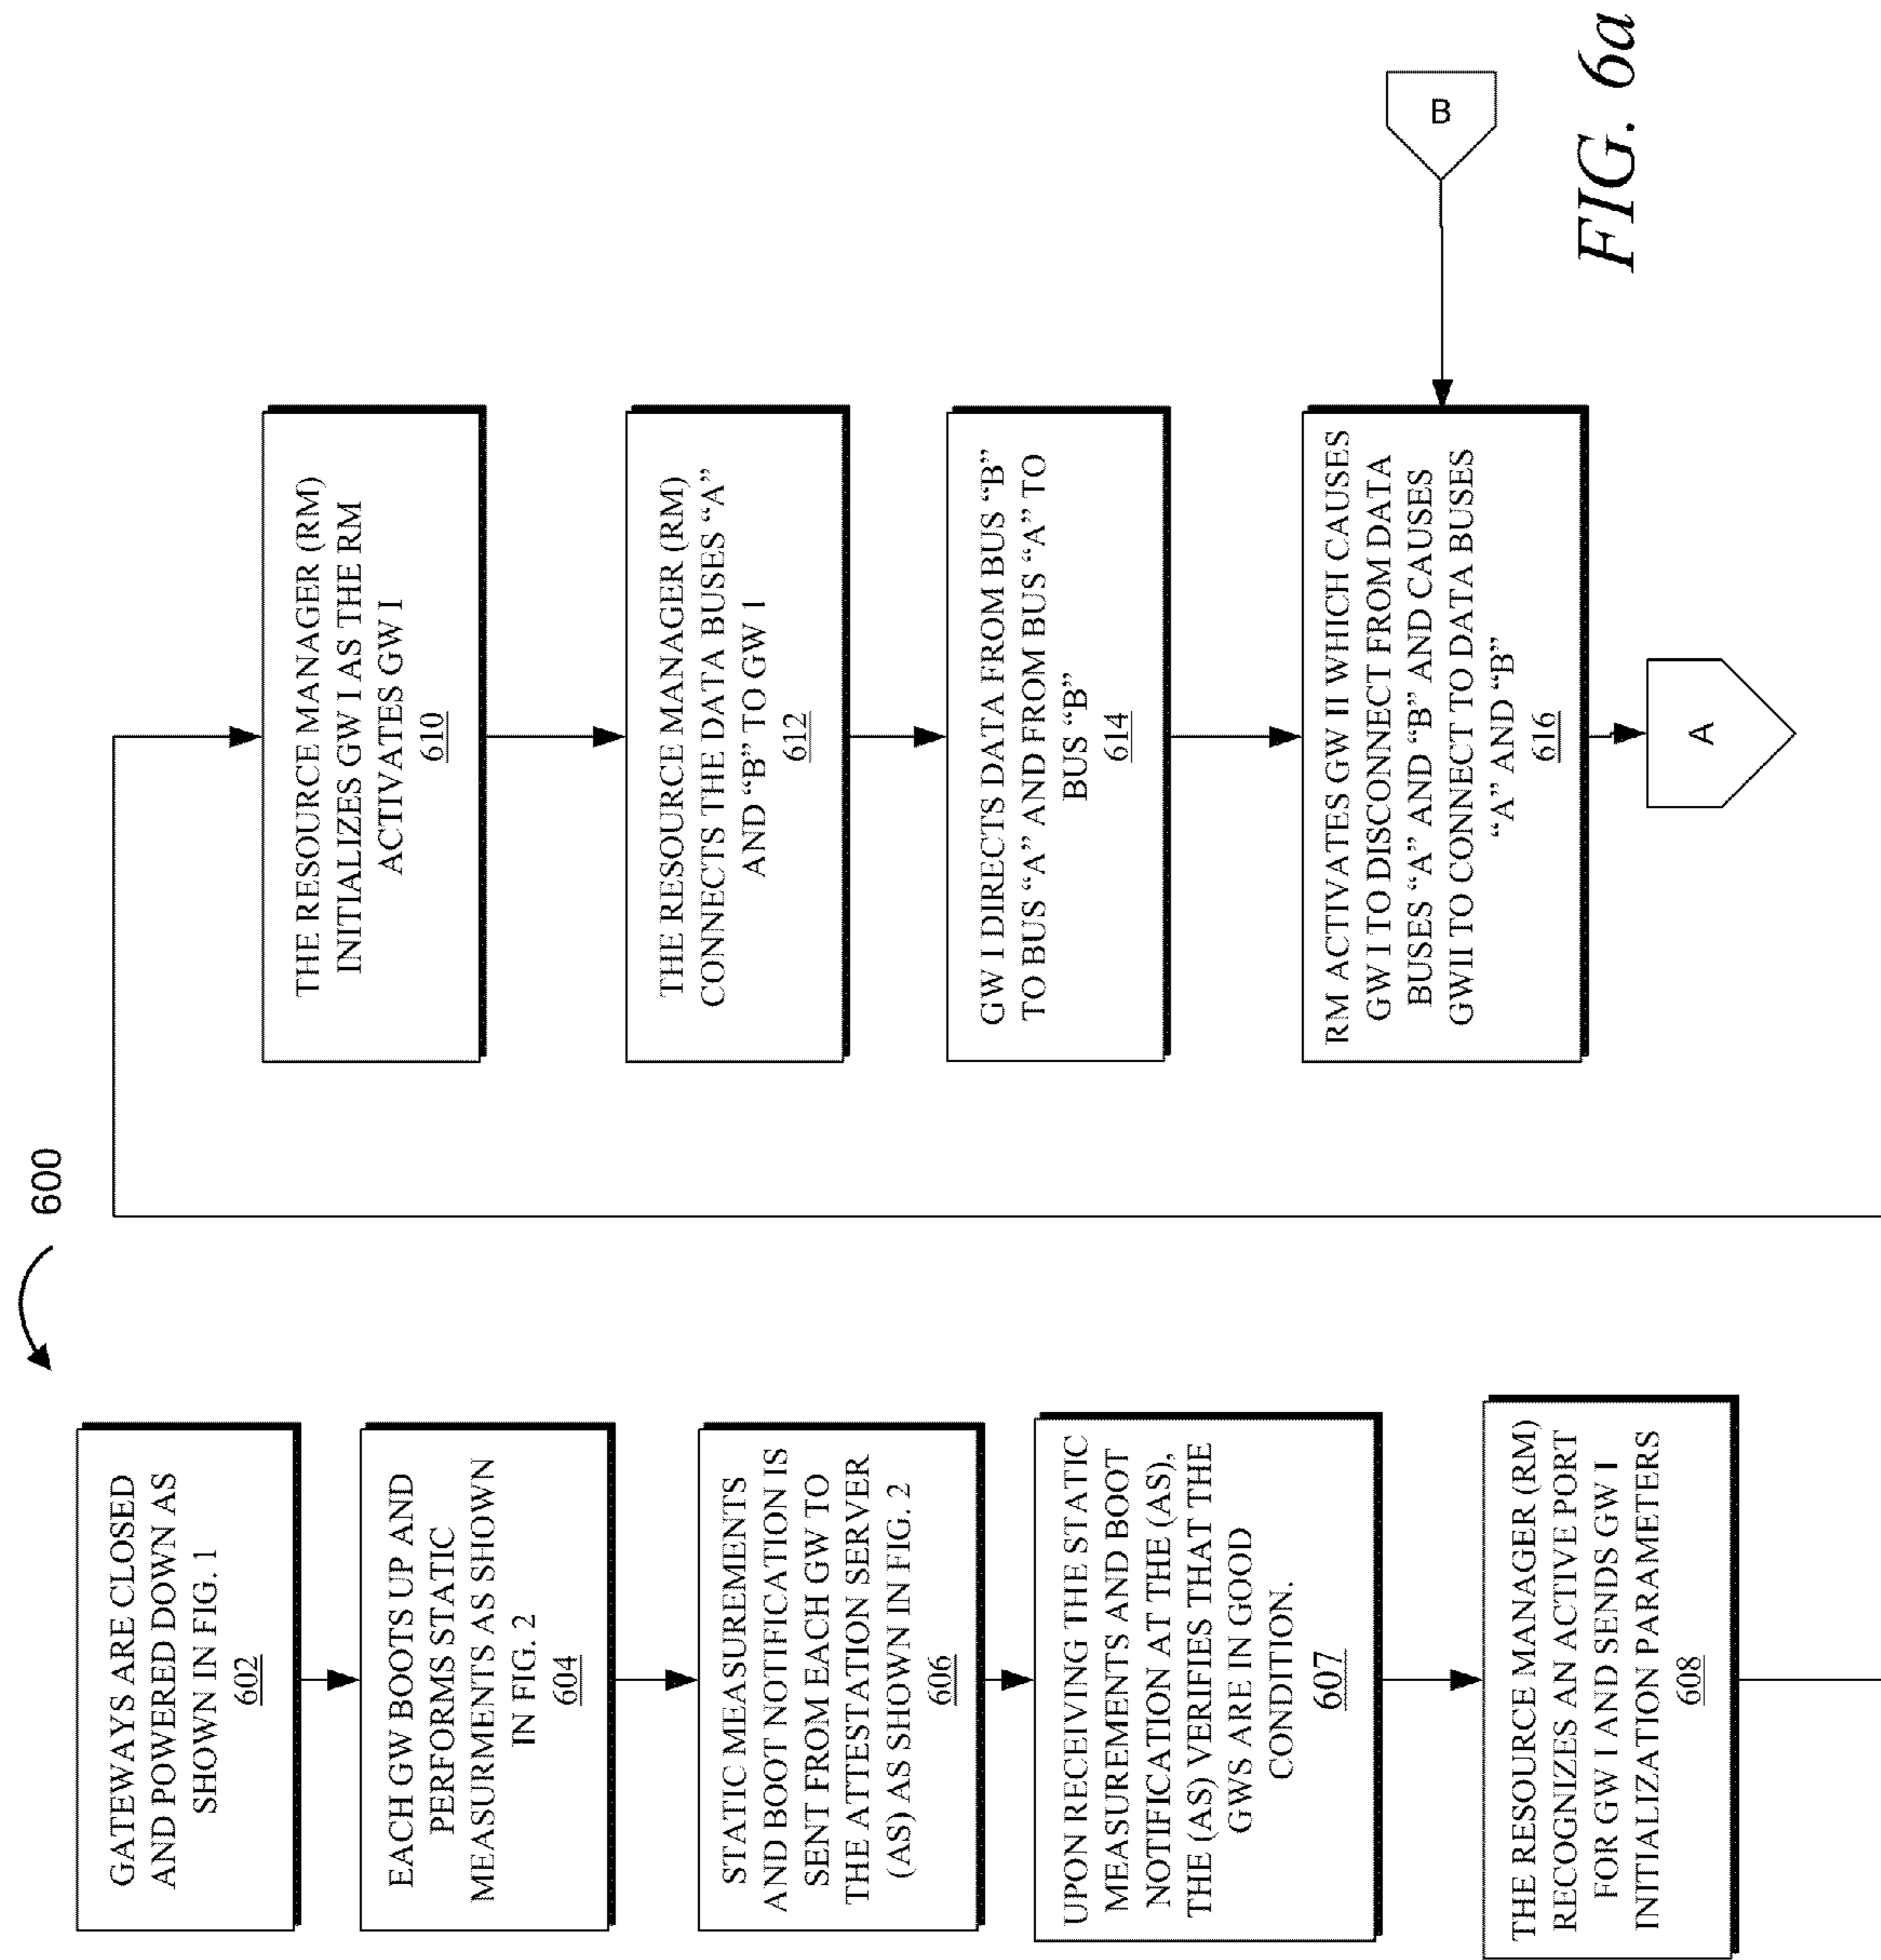 600
GATEWAYS ARE CLOSED
AND POWERED DOWN AS
SHOWN IN FIG. 1
602
EACH GW BOOTS UP AND
PERFORMS STATIC
MEASURMENTS AS SHOWN
IN FIG. 2
604
STATIC MEASUREMENTS
AND BOOT NOTIFICATION IS
SENT FROM EACH GW TO
THE ATTESTATION SERVER
(AS) AS SHOWN IN FIG. 2
606
UPON RECEIVING THE STATIC
MEASUREMENTS AND BOOT
NOTIFICATION AT THE (AS),
THE (AS) VERIFIES THAT THE
GWS ARE IN GOOD
CONDITION.
607
THE RESOURCE MANAGER (RM)
RECOGNIZES AN ACTIVE PORT
FOR GW I AND SENDS GW I
INITIALIZATION PARAMETERS
608
THE RESOURCE MANAGER (RM)
INITIALIZES GW I AS THE RM
ACTIVATES GW I
610
THE RESOURCE MANAGER (RM)
CONNECTS THE DATA BUSES “A”
AND “B” TO GW 1
612
GW I DIRECTS DATA FROM BUS “B”
TO BUS “A” AND FROM BUS “A” TO
BUS “B”
614
RM ACTIVATES GW II WHICH CAUSES
GW I TO DISCONNECT FROM DATA
BUSES “A” AND “B” AND CAUSES
GWII TO CONNECT TO DATA BUSES
“A” AND “B”
616
A
B
FIG. 6a